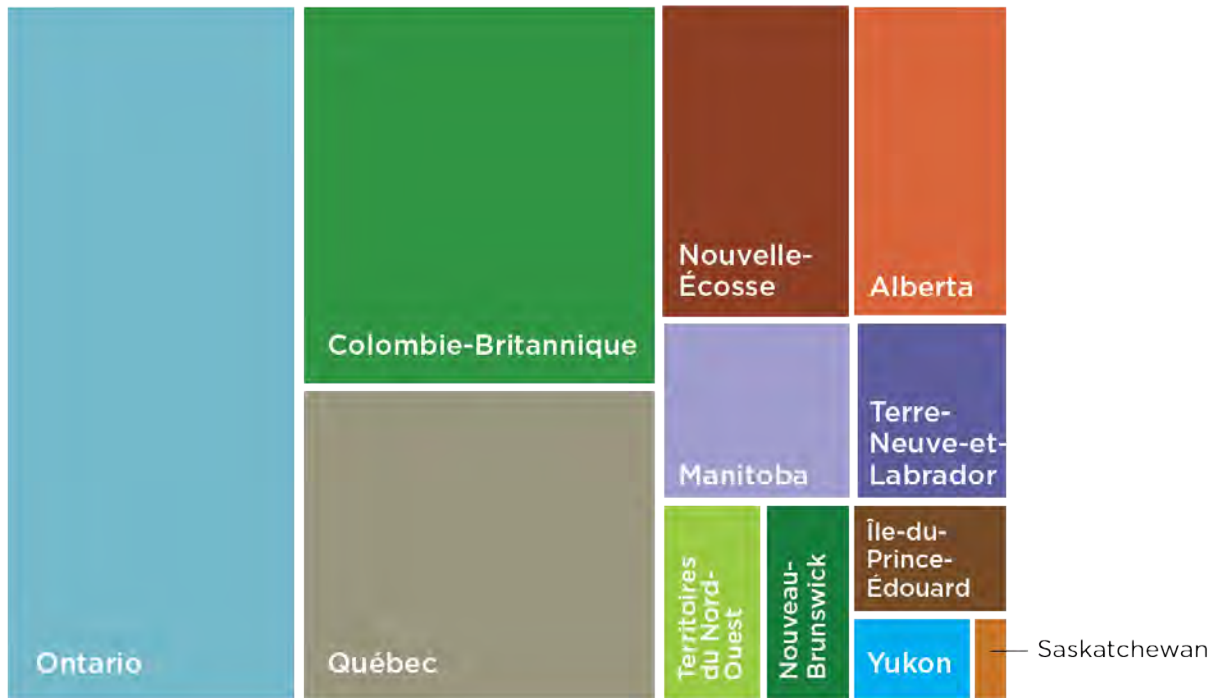 Ontario
Colombie-Britannique
Québec
Nouvelle-
Écosse
Alberta
Manitoba
Terre-
Neuve-et-
Labrador
Territoires
du Nord-
Ouest
Nouveau-
Brunswick
Île-du-
Prince-
Édouard
Yukon
Saskatchewan